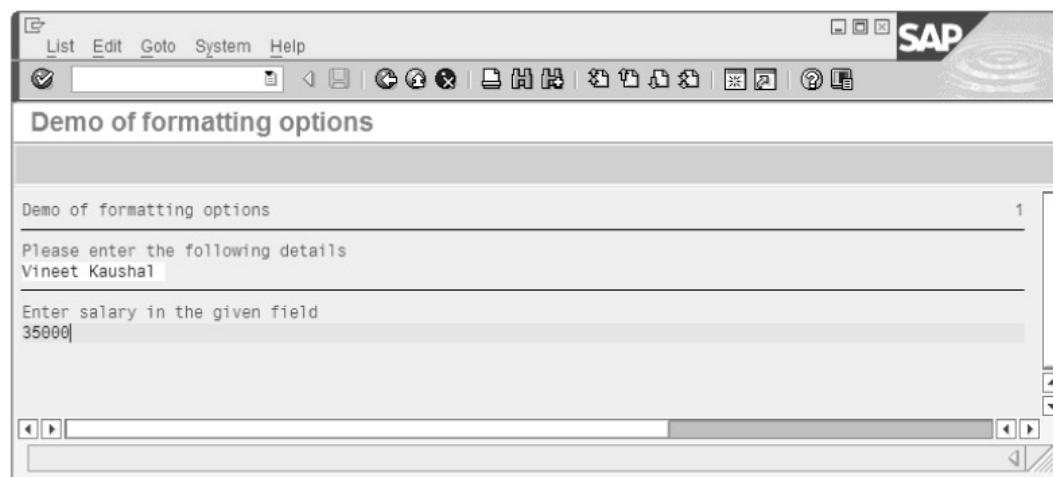 List Edit Goto System Help
SAP
Demo of formatting options
Demo of formatting options 1
Please enter the following details
Vineet Kaushal
Enter salary in the given field
35000